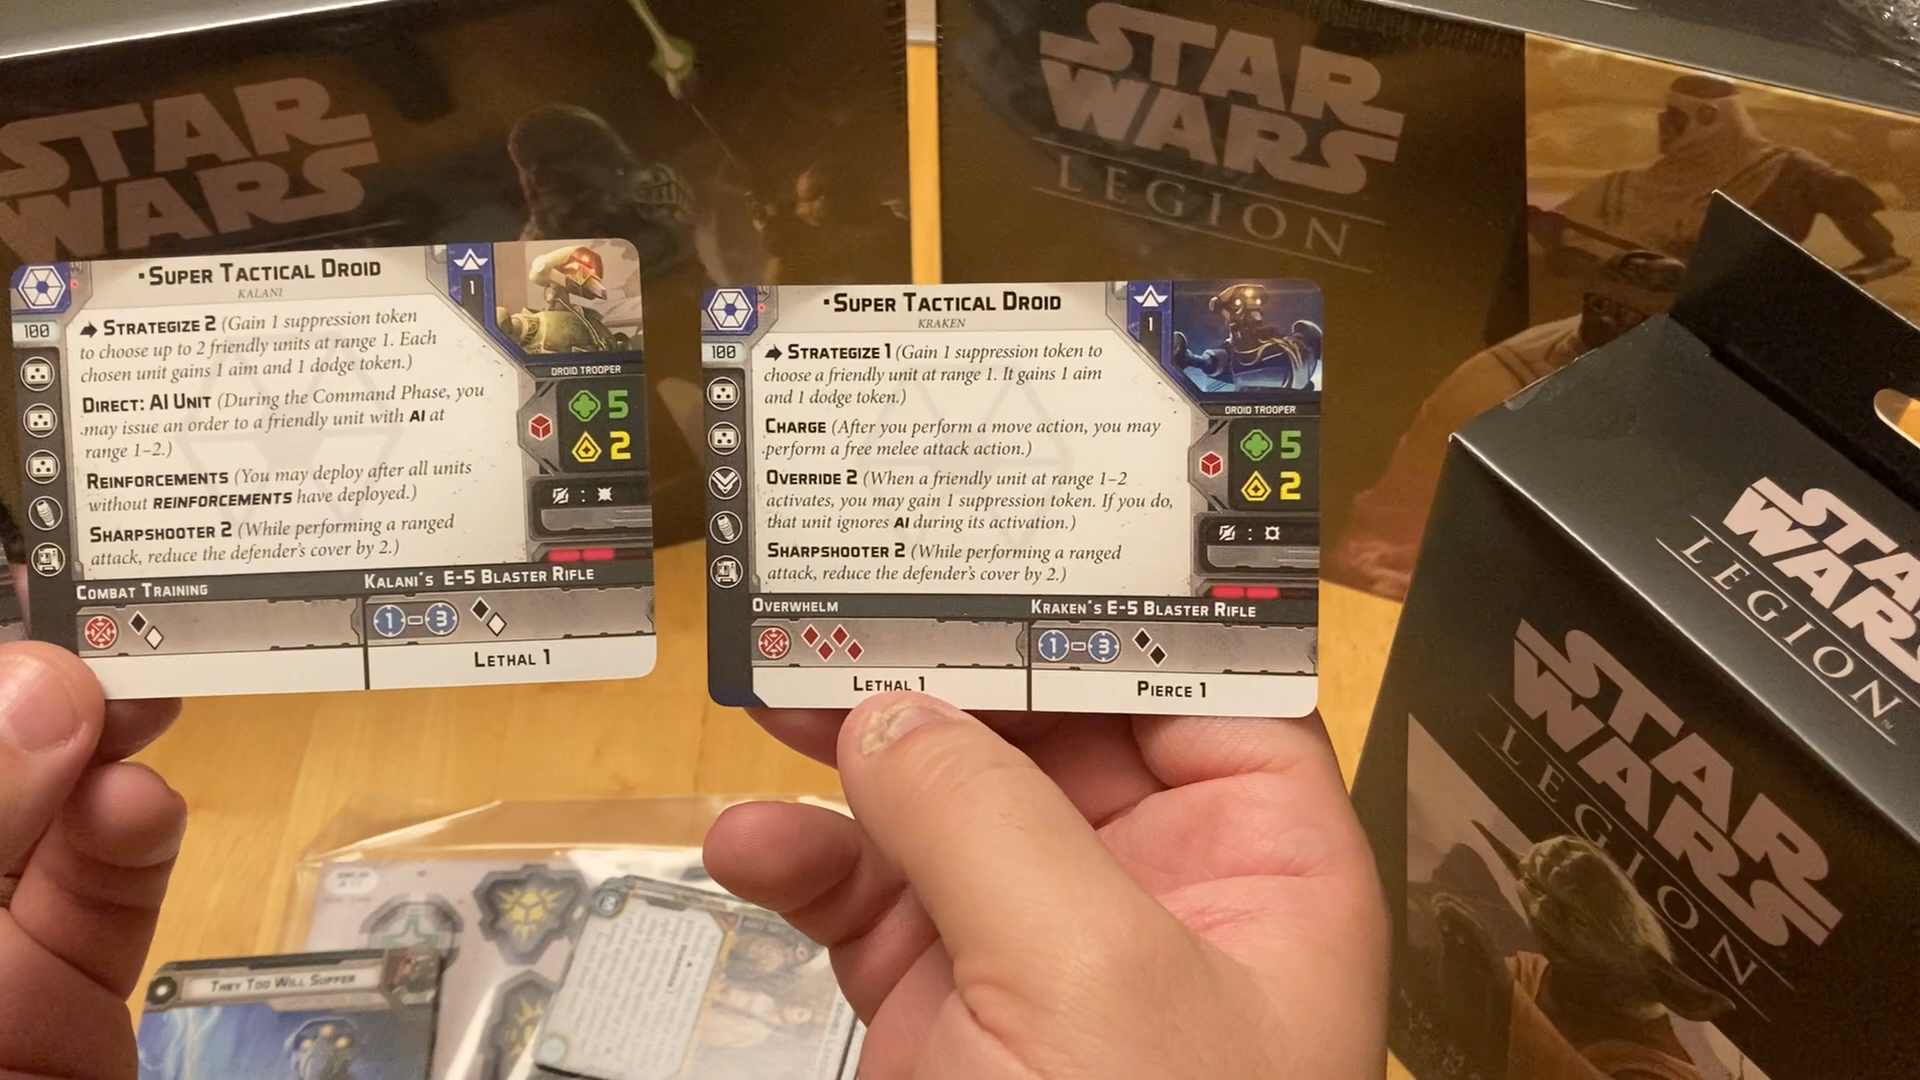 STAR
WARS
STAR
WARS
LEGION
•Super Tactical Droid
KALANI
1
100
Strategize 2 (Gain 1 suppression token
to choose up to 2 friendly units at range 1. Each
chosen unit gains 1 aim and 1 dodge token.)
Direct: AI Unit (During the Command Phase, you
may issue an order to a friendly unit with AI at
range 1–2.)
Reinforcements (You may deploy after all units
without REINFORCEMENTS have deployed.)
Sharpshooter 2 (While performing a ranged
attack, reduce the defender's cover by 2.)
DROID TROOPER
5
2
:
Combat Training
Kalani's E-5 Blaster Rifle
1 – 3
Lethal 1
•Super Tactical Droid
KRAKEN
1
100
Strategize 1 (Gain 1 suppression token to
choose a friendly unit at range 1. It gains 1 aim
and 1 dodge token.)
Charge (After you perform a move action, you may
perform a free melee attack action.)
Override 2 (When a friendly unit at range 1–2
activates, you may gain 1 suppression token. If you do,
that unit ignores AI during its activation.)
Sharpshooter 2 (While performing a ranged
attack, reduce the defender's cover by 2.)
DROID TROOPER
5
2
:
Overwhelm
Kraken's E-5 Blaster Rifle
1 – 3
Lethal 1
Pierce 1
STAR
WARS
LEGION
STAR
WARS
LEGION
They Too Will Suffer